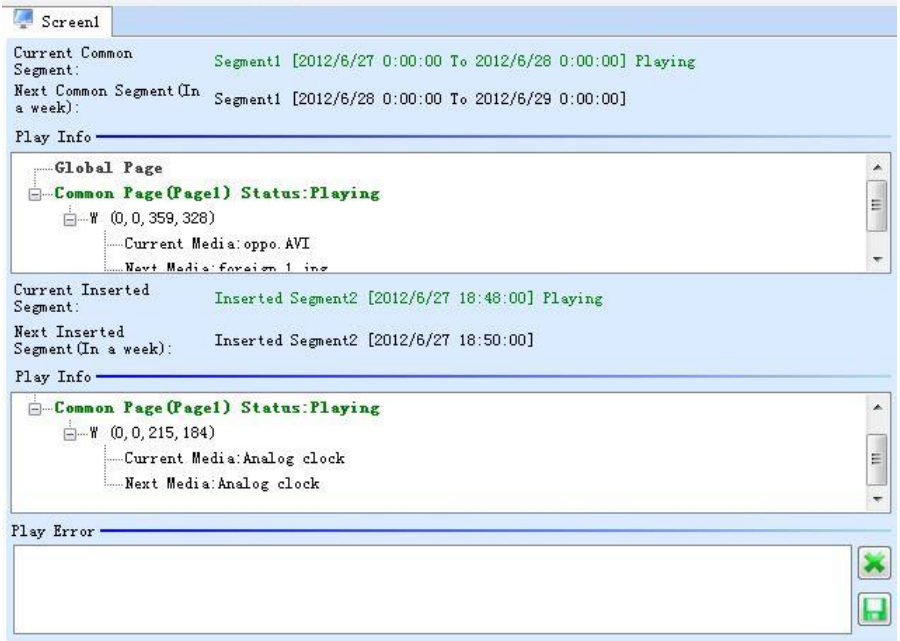 Screen1
Current Common
Segment:
Segment1 [2012/6/27 0:00:00 To 2012/6/28 0:00:00] Playing
Next Common Segment(In
a week):
Segment1 [2012/6/28 0:00:00 To 2012/6/29 0:00:00]
Play Info
Global Page
Common Page(Page1) Status:Playing
W (0,0,359,328)
Current Media:oppo.AVI
Next Media:foreign 1
Current Inserted
Segment:
Inserted Segment2 [2012/6/27 18:48:00] Playing
Next Inserted
Segment(In a week):
Inserted Segment2 [2012/6/27 18:50:00]
Play Info
Common Page(Page1) Status:Playing
W (0,0,215,184)
Current Media:Analog clock
Next Media:Analog clock
Play Error